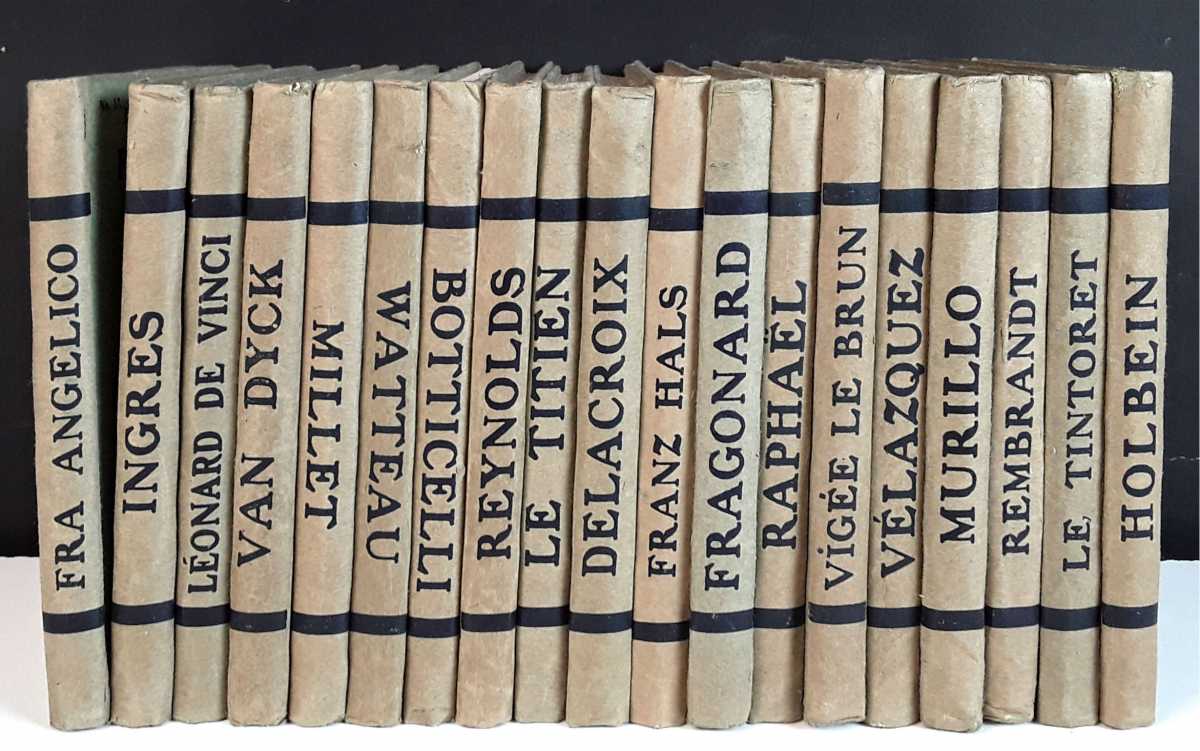 FRA ANGELICO
INGRES
LÉONARD DE VINCI
VAN DYCK
MILLET
WATTEAU
BOTTICELLI
REYNOLDS
LE TITIEN
DELACROIX
FRANZ HALS
FRAGONARD
RAPHAËL
VIGÉE LE BRUN
VÉLAZQUEZ
MURILLO
REMBRANDT
LE TINTORET
HOLBEIN